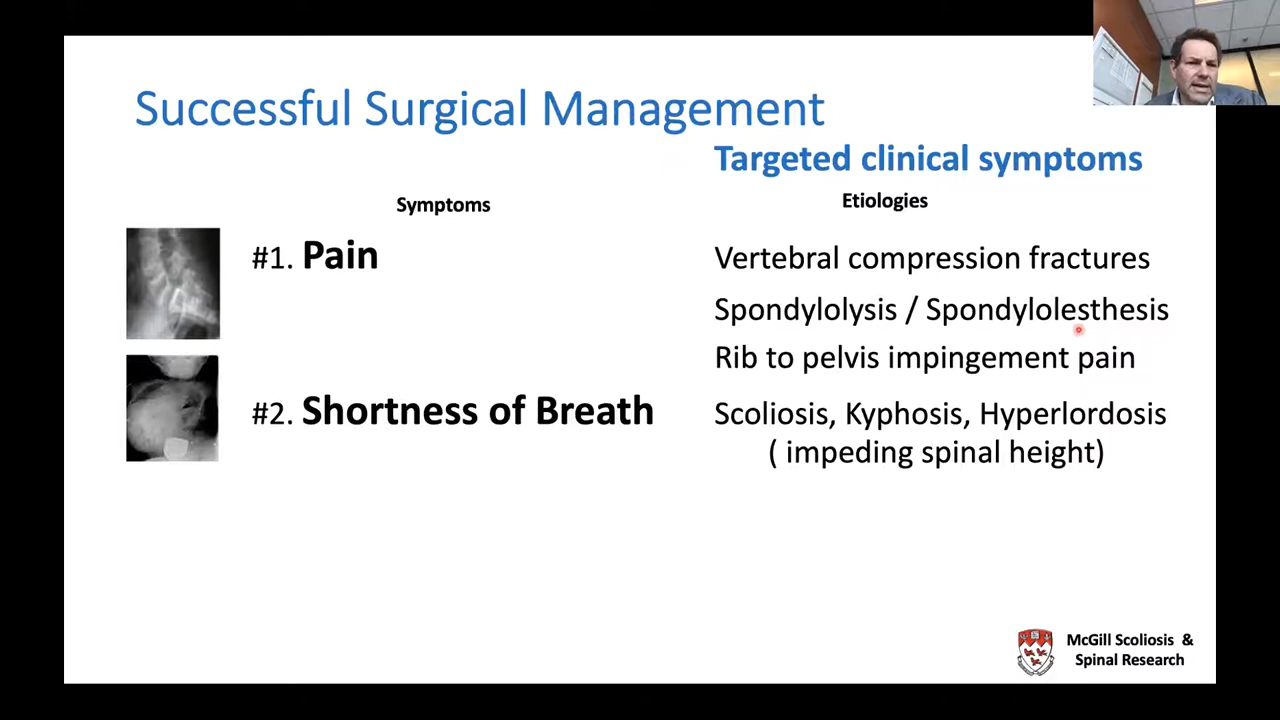 Successful Surgical Management
Targeted clinical symptoms
Symptoms
Etiologies
#1. Pain
Vertebral compression fractures
Spondylolysis / Spondylolesthesis
Rib to pelvis impingement pain
#2. Shortness of Breath
Scoliosis, Kyphosis, Hyperlordosis
( impeding spinal height)
McGill Scoliosis &
Spinal Research